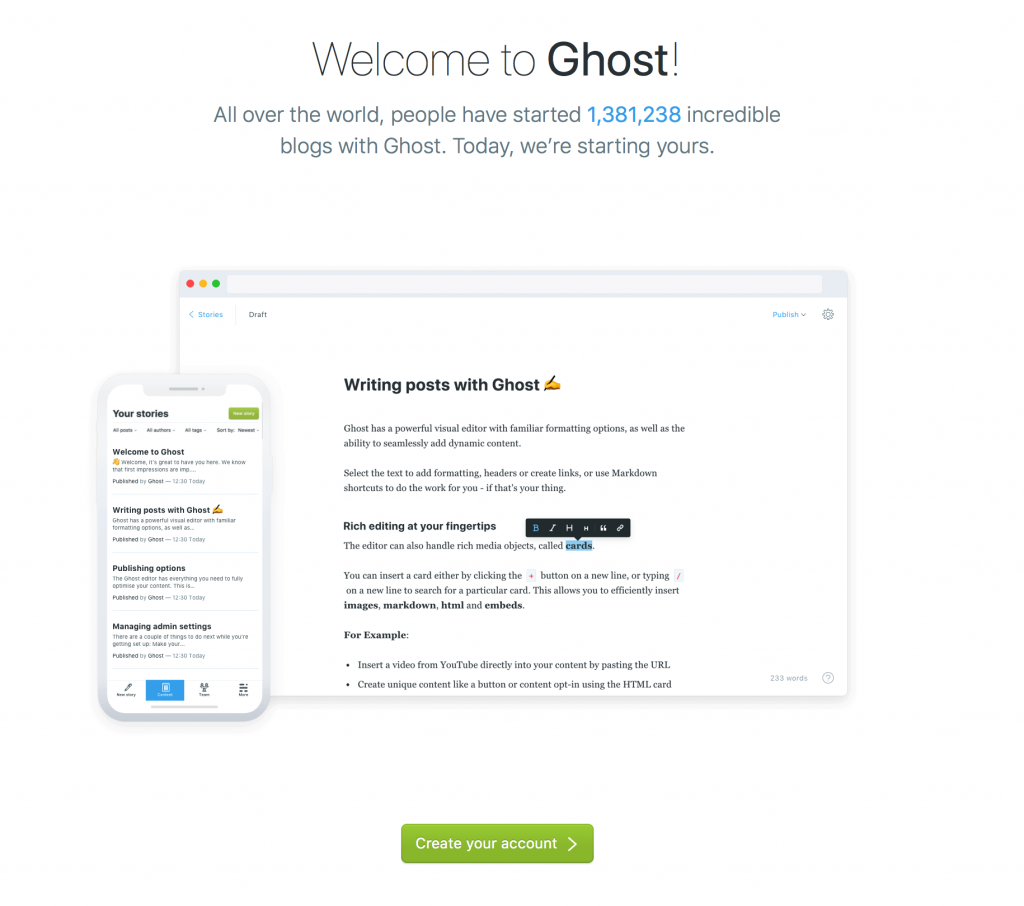 Welcome to Ghost!
All over the world, people have started 1,381,238 incredible
blogs with Ghost. Today, we’re starting yours.
Stories
Draft
Publish
Writing posts with Ghost ✍️
Ghost has a powerful visual editor with familiar formatting options, as well as the
ability to seamlessly add dynamic content.
Select the text to add formatting, headers or create links, or use Markdown
shortcuts to do the work for you - if that's your thing.
Rich editing at your fingertips
B I H H “ 
The editor can also handle rich media objects, called cards.
You can insert a card either by clicking the + button on a new line, or typing /
on a new line to search for a particular card. This allows you to efficiently insert
images, markdown, html and embeds.
For Example:
• Insert a video from YouTube directly into your content by pasting the URL
• Create unique content like a button or content opt-in using the HTML card
233 words ?
Your stories
New story
All posts All authors All tags Sort by: Newest
Welcome to Ghost
👋 Welcome, it's great to have you here. We know
that first impressions are imp....
Published by Ghost — 12:30 Today
Writing posts with Ghost ✍️
Ghost has a powerful visual editor with familiar
formatting options, as well as...
Published by Ghost — 12:30 Today
Publishing options
The Ghost editor has everything you need to fully
optimise your content. This is...
Published by Ghost — 12:30 Today
Managing admin settings
There are a couple of things to do next while you're
getting set up: Make your...
Published by Ghost — 12:30 Today
New story Content Team More
Create your account